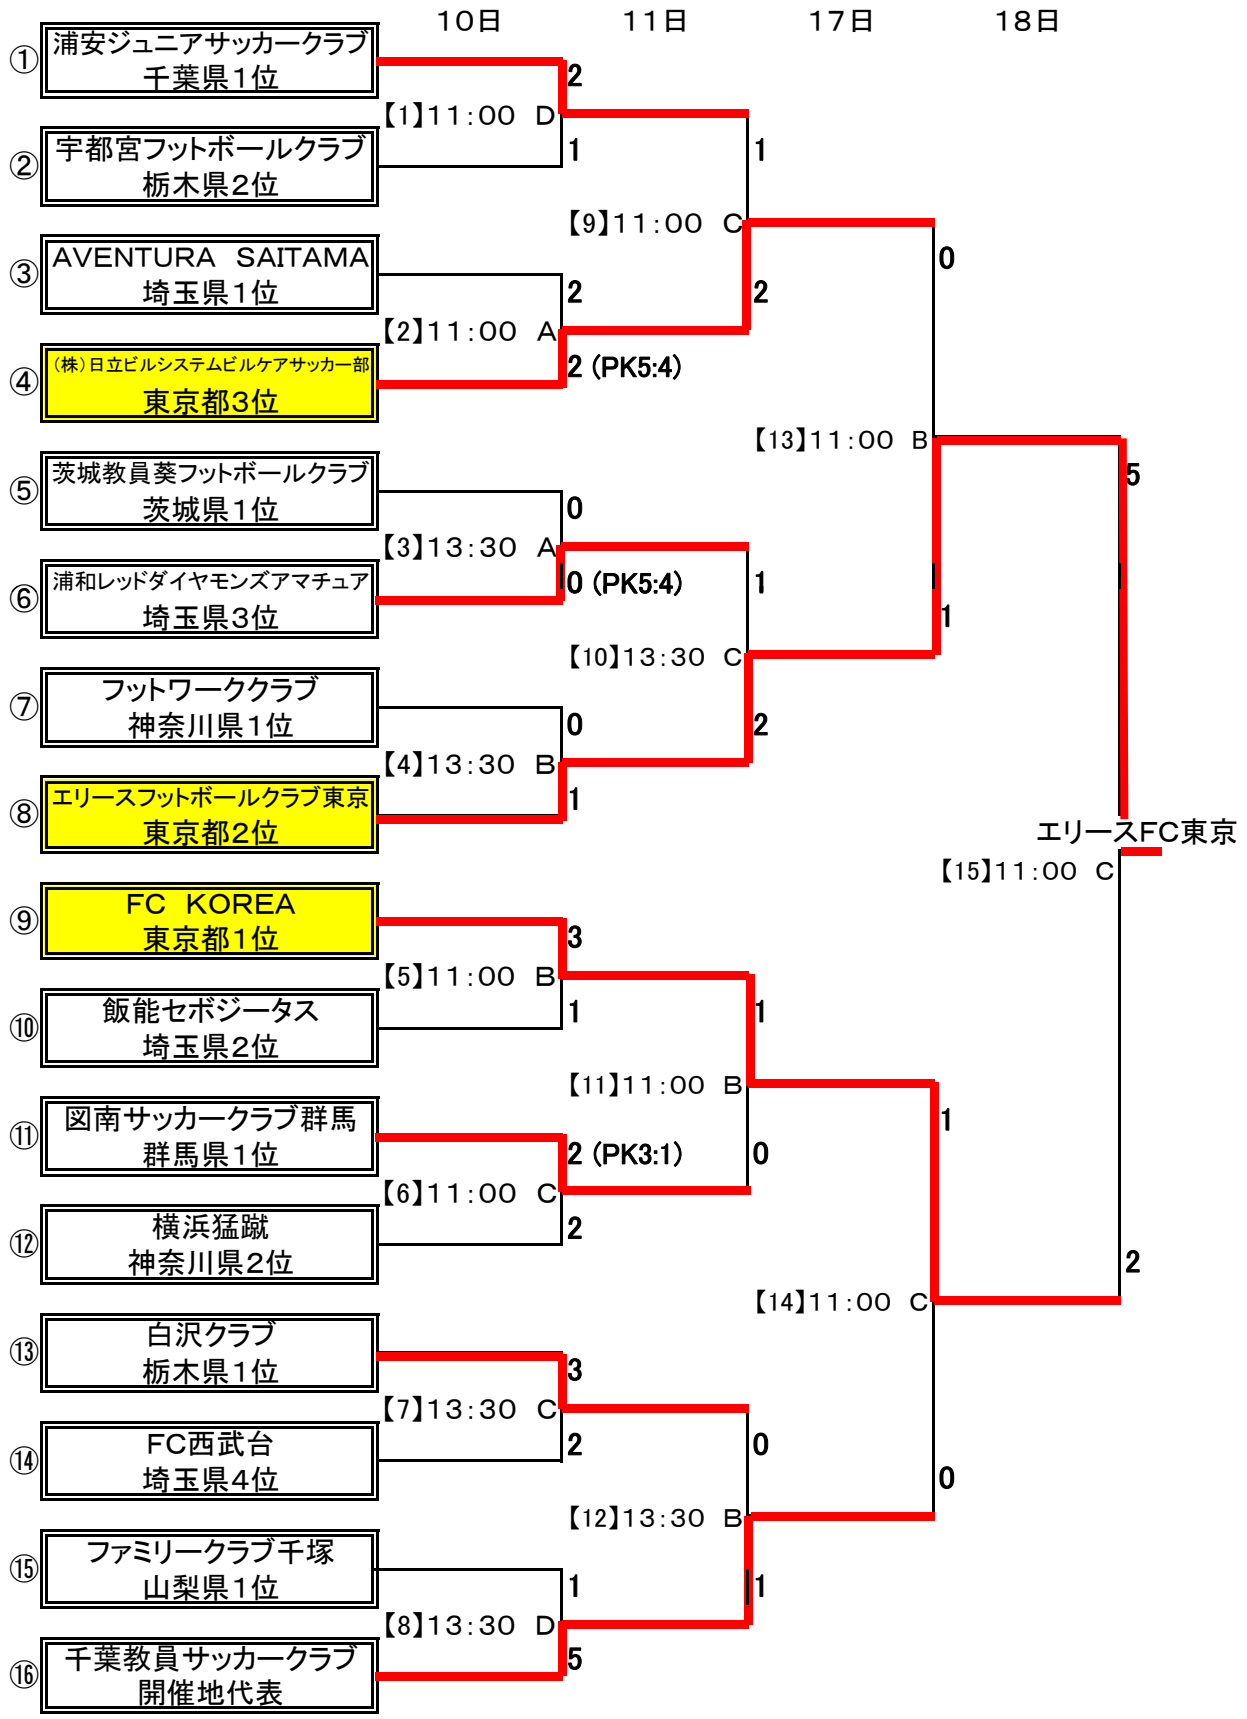 10日 11日 17日 18日
① 浦安ジュニアサッカークラブ
千葉県1位
2
【1】11:00 D
② 宇都宮フットボールクラブ
栃木県2位
1
1
【9】11:00 C
③ AVENTURA SAITAMA
埼玉県1位
0
2
2
【2】11:00 A
④ (株)日立ビルシステムビルケアサッカー部
東京都3位
2 (PK5:4)
【13】11:00 B
⑤ 茨城教員葵フットボールクラブ
茨城県1位
5
0
【3】13:30 A
⑥ 浦和レッドダイヤモンズアマチュア
埼玉県3位
0 (PK5:4)
1
1
【10】13:30 C
⑦ フットワーククラブ
神奈川県1位
0
2
【4】13:30 B
⑧ エリースフットボールクラブ東京
東京都2位
1
エリースFC東京
【15】11:00 C
⑨ FC KOREA
東京都1位
3
【5】11:00 B
⑩ 飯能セボジータス
埼玉県2位
1
1
【11】11:00 B
⑪ 図南サッカークラブ群馬
群馬県1位
1
2 (PK3:1)
0
【6】11:00 C
⑫ 横浜猛蹴
神奈川県2位
2
2
【14】11:00 C
⑬ 白沢クラブ
栃木県1位
3
【7】13:30 C
⑭ FC西武台
埼玉県4位
2
0
0
【12】13:30 B
⑮ ファミリークラブ千塚
山梨県1位
1
1
【8】13:30 D
⑯ 千葉教員サッカークラブ
開催地代表
5